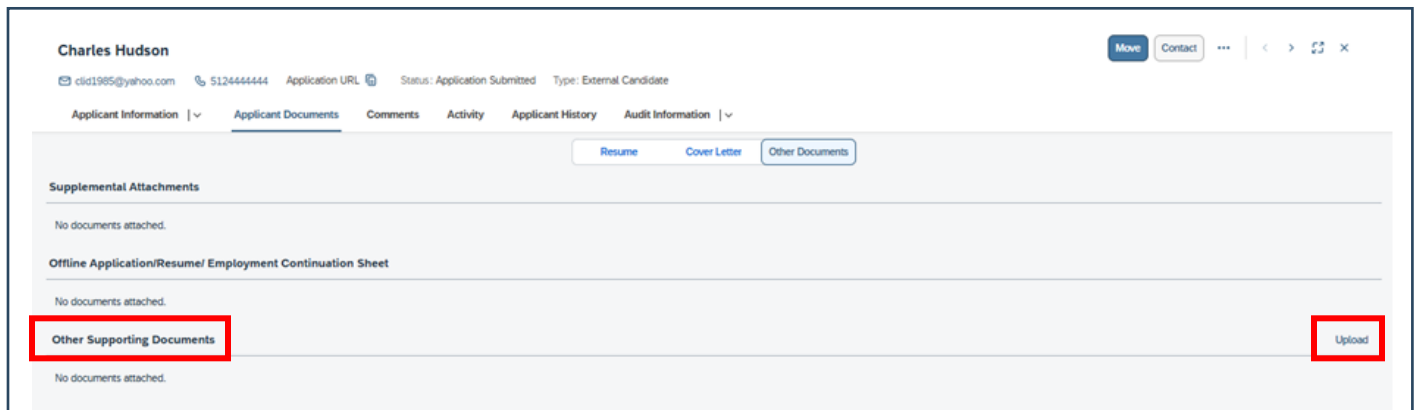 Charles Hudson
Move Contact
clid1985@yahoo.com 5124444444 Application URL Status: Application Submitted Type: External Candidate
Applicant Information Applicant Documents Comments Activity Applicant History Audit Information
Resume Cover Letter Other Documents
Supplemental Attachments
No documents attached.
Offline Application/Resume/ Employment Continuation Sheet
No documents attached.
Other Supporting Documents Upload
No documents attached.